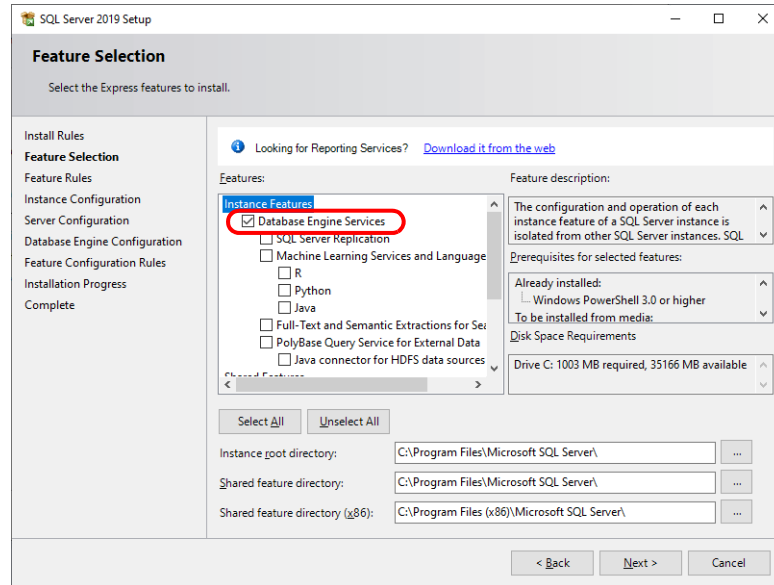 SQL Server 2019 Setup
Feature Selection
Select the Express features to install.
Install Rules
Feature Selection
Feature Rules
Instance Configuration
Server Configuration
Database Engine Configuration
Feature Configuration Rules
Installation Progress
Complete
Looking for Reporting Services? Download it from the web
Features:
Instance Features
Database Engine Services
SQL Server Replication
Machine Learning Services and Language
R
Python
Java
Full-Text and Semantic Extractions for Sea
PolyBase Query Service for External Data
Java connector for HDFS data sources
Shared Features
Feature description:
The configuration and operation of each
instance feature of a SQL Server instance is
isolated from other SQL Server instances. SQL
Prerequisites for selected features:
Already installed:
Windows PowerShell 3.0 or higher
To be installed from media:
Disk Space Requirements
Drive C: 1003 MB required, 35166 MB available
Select All Unselect All
Instance root directory: C:\Program Files\Microsoft SQL Server\ ...
Shared feature directory: C:\Program Files\Microsoft SQL Server\ ...
Shared feature directory (x86): C:\Program Files (x86)\Microsoft SQL Server\ ...
< Back Next > Cancel